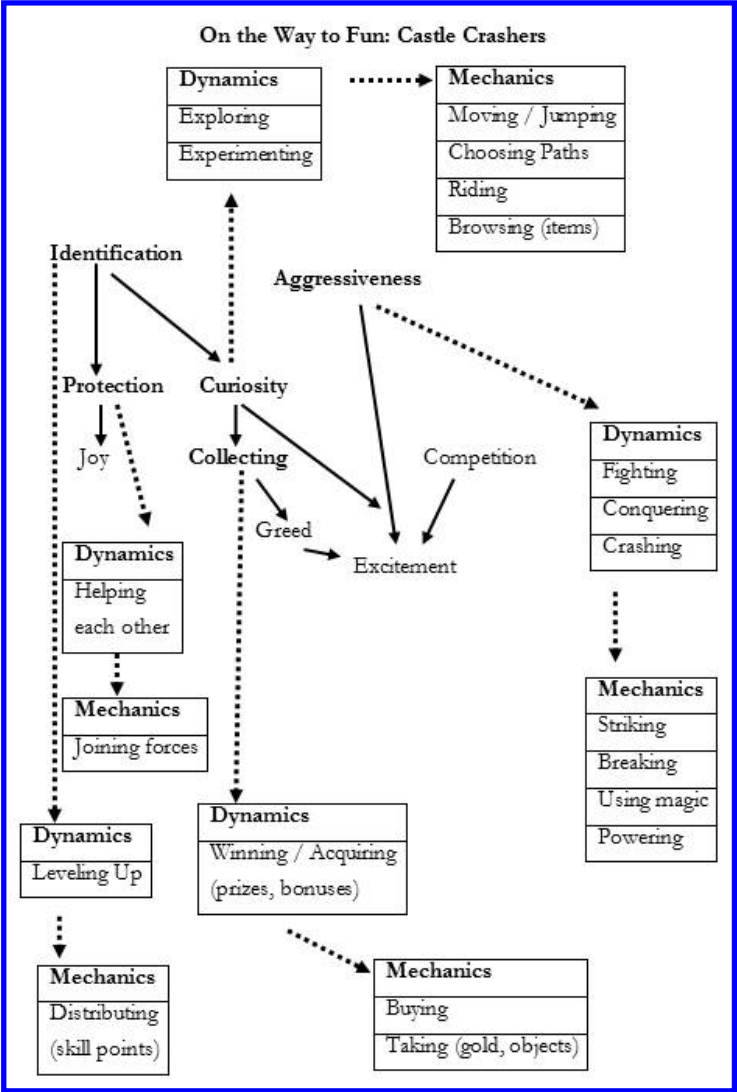 On the Way to Fun: Castle Crashers
Dynamics
Exploring
Experimenting
Mechanics
Moving / Jumping
Choosing Paths
Riding
Browsing (items)
Identification
Aggressiveness
Protection
Curiosity
Joy
Collecting
Competition
Greed
Excitement
Dynamics
Fighting
Conquering
Crashing
Dynamics
Helping
each other
Mechanics
Joining forces
Mechanics
Striking
Breaking
Using magic
Powering
Dynamics
Leveling Up
Dynamics
Winning / Acquiring
(prizes, bonuses)
Mechanics
Distributing
(skill points)
Mechanics
Buying
Taking (gold, objects)